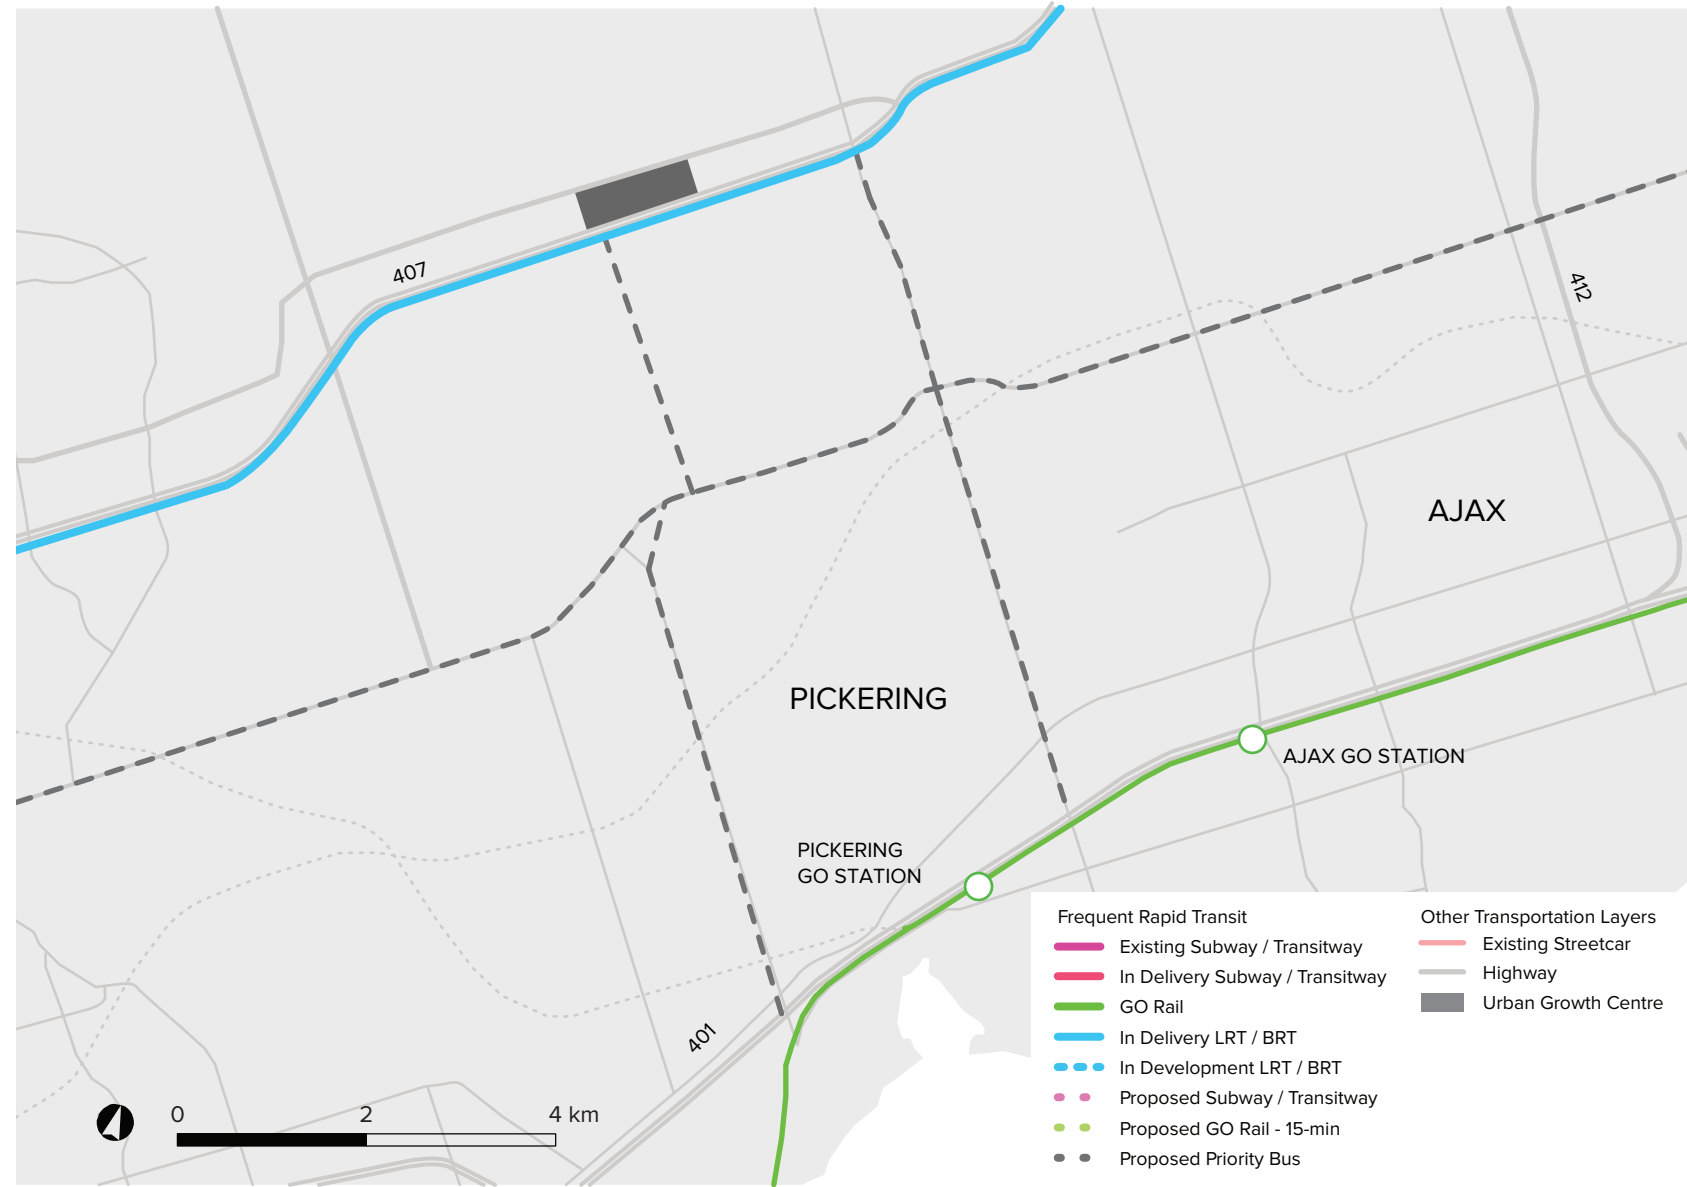 407
412
AJAX
PICKERING
AJAX GO STATION
PICKERING
GO STATION
401
0 2 4 km
Frequent Rapid Transit
Existing Subway / Transitway
In Delivery Subway / Transitway
GO Rail
In Delivery LRT / BRT
In Development LRT / BRT
Proposed Subway / Transitway
Proposed GO Rail - 15-min
Proposed Priority Bus
Other Transportation Layers
Existing Streetcar
Highway
Urban Growth Centre